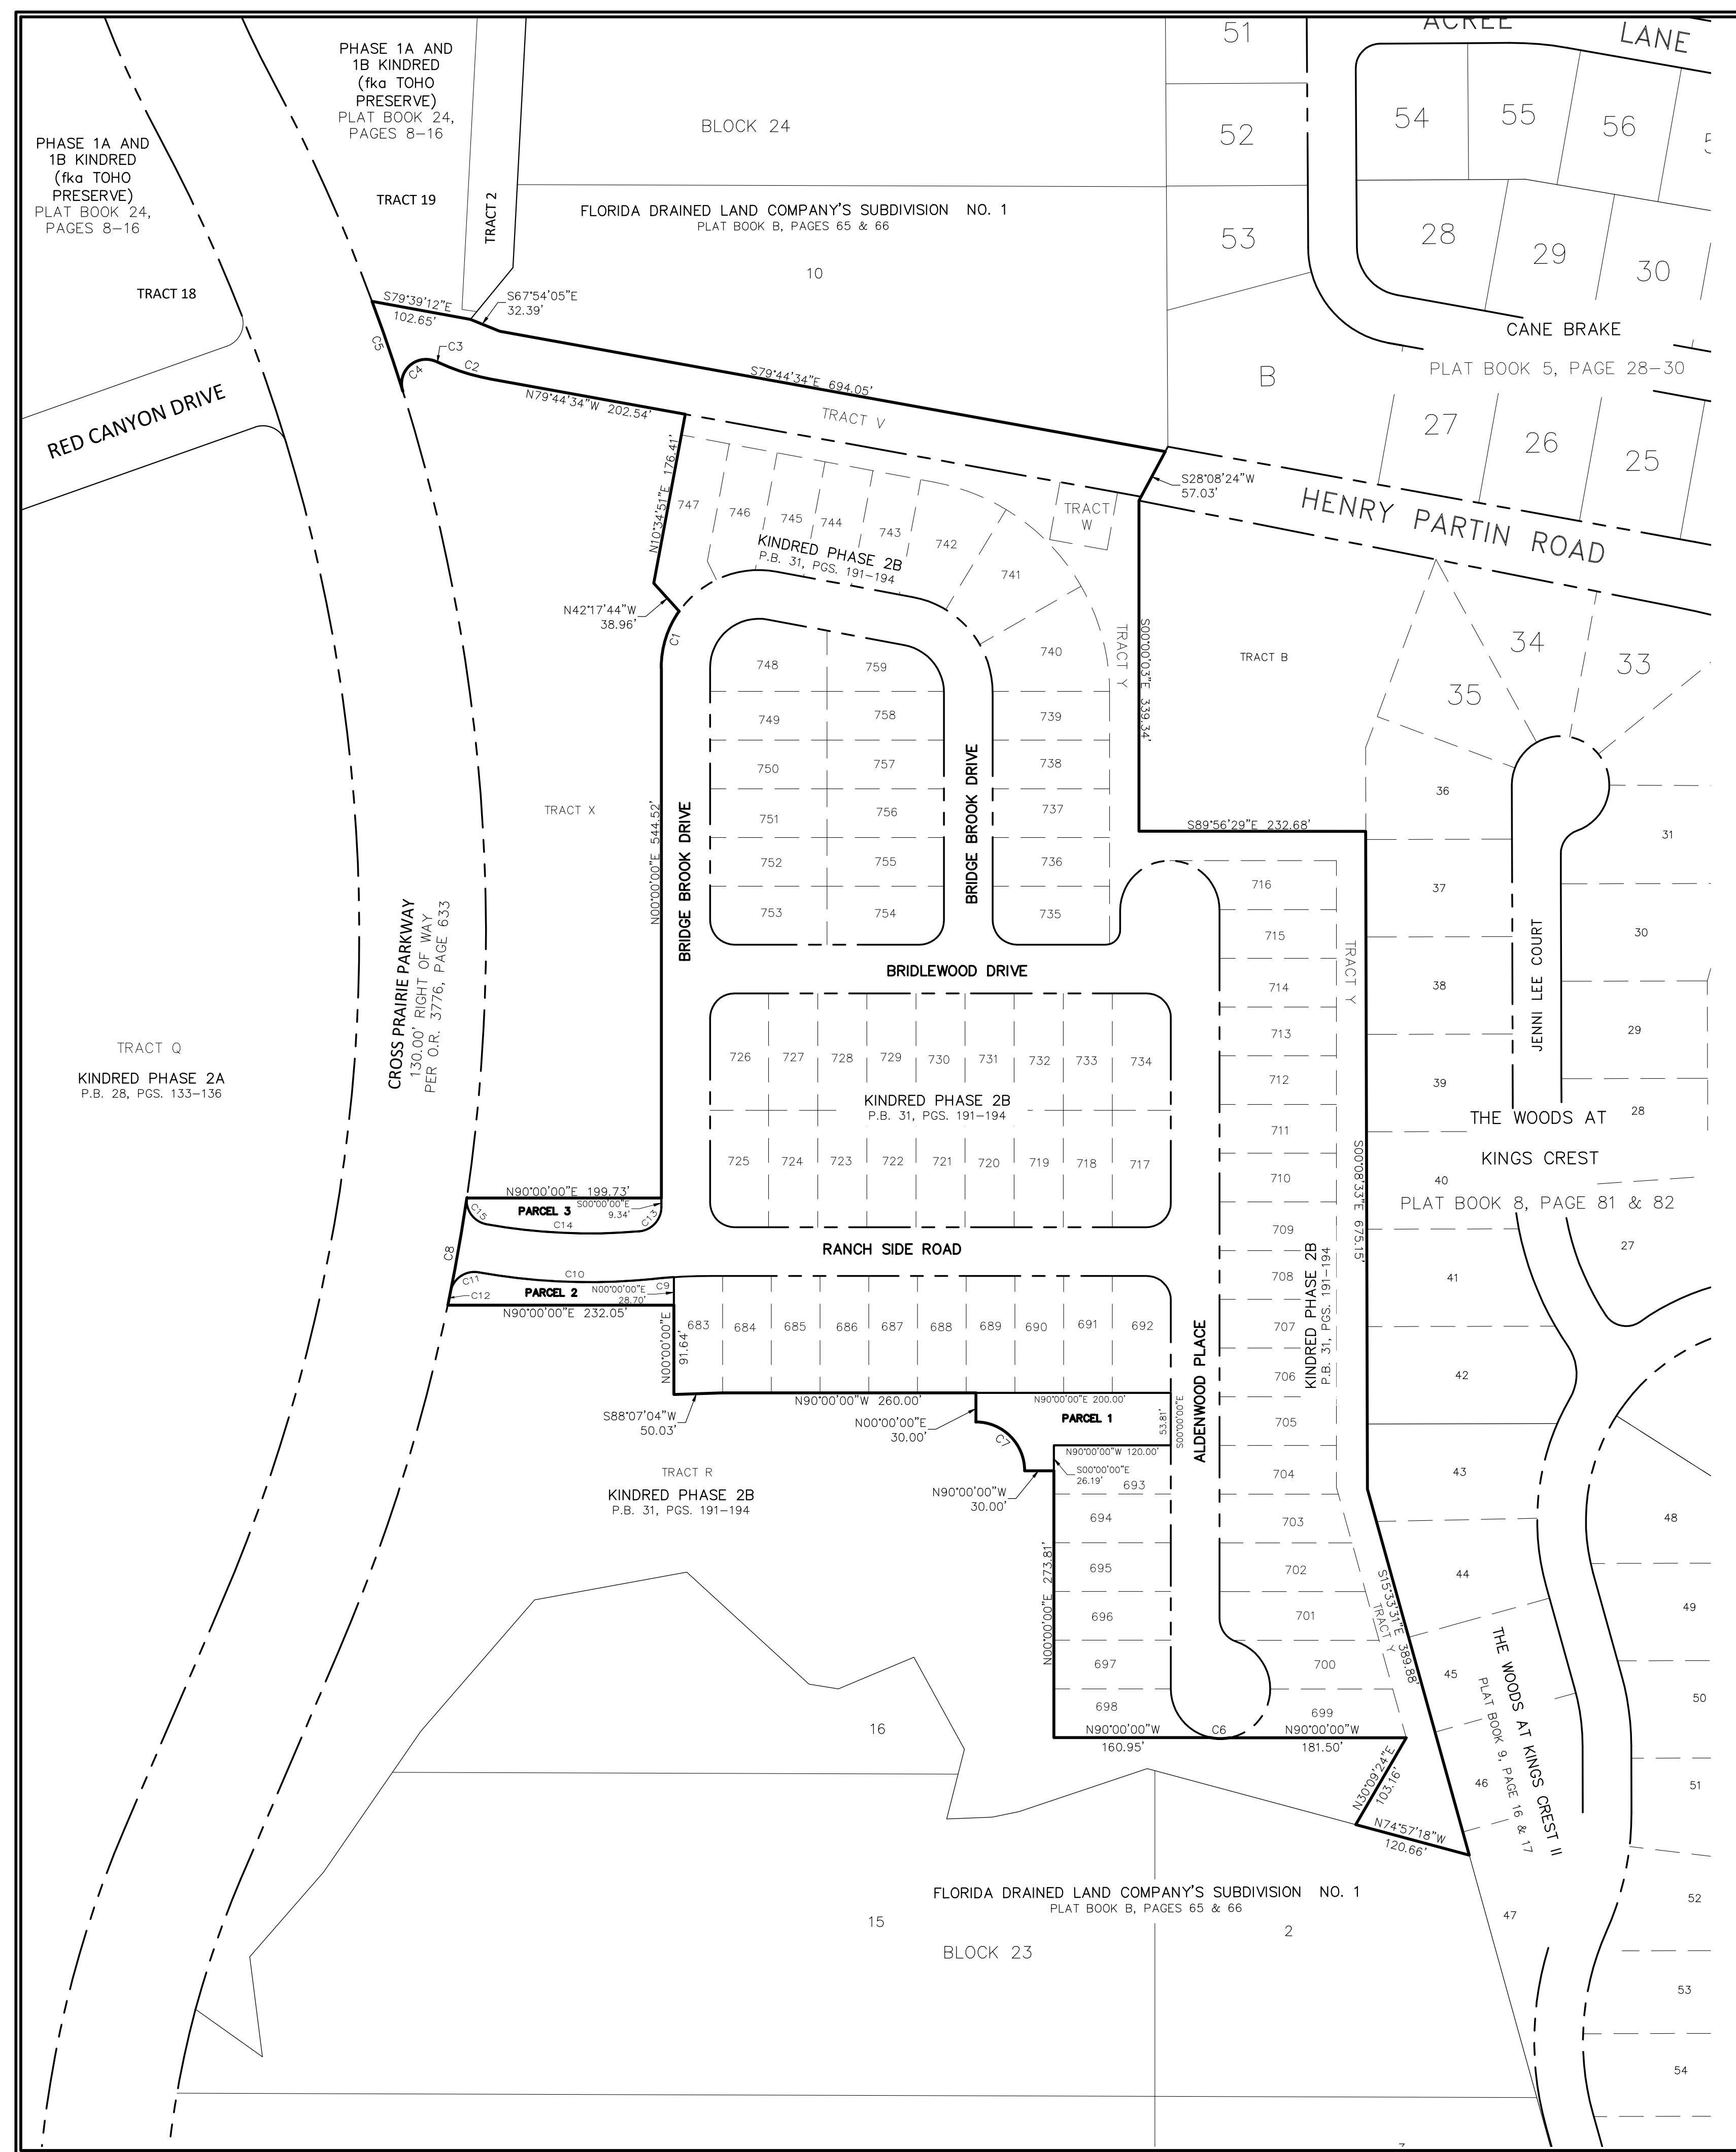 PHASE 1A AND
1B KINDRED
(fka TOHO
PRESERVE)
PLAT BOOK 24,
PAGES 8-16
PHASE 1A AND
1B KINDRED
(fka TOHO
PRESERVE)
PLAT BOOK 24,
PAGES 8-16
TRACT 19
TRACT 2
TRACT 18
BLOCK 24
FLORIDA DRAINED LAND COMPANY'S SUBDIVISION NO. 1
PLAT BOOK B, PAGES 65 & 66
10
51
52
53
B
ACREE
LANE
54
55
56
28
29
30
CANE BRAKE
PLAT BOOK 5, PAGE 28-30
27
26
25
RED CANYON DRIVE
S79°39'12"E
102.65'
S67°54'05"E
32.39'
C5
C4
C3
C2
S79°44'34"E 694.05'
N79°44'34"W 202.54'
TRACT V
S28°08'24"W
57.03'
HENRY PARTIN ROAD
N10°34'51"E 176.41'
747
746
745
744
743
742
741
TRACT
W
KINDRED PHASE 2B
P.B. 31, PGS. 191-194
N42°17'44"W
38.96'
C1
740
TRACT Y
S00°00'03"E 339.34'
TRACT B
34
33
35
748
759
749
758
739
750
757
738
751
756
737
752
755
736
753
754
735
36
31
37
30
38
29
39
28
40
TRACT X
N00°00'00"E 544.52'
BRIDGE BROOK DRIVE
BRIDGE BROOK DRIVE
S89°56'29"E 232.68'
JENNI LEE COURT
BRIDLEWOOD DRIVE
716
715
714
713
712
711
710
709
708
707
706
705
704
703
702
701
700
699
TRACT Y
CROSS PRAIRIE PARKWAY
130.00' RIGHT OF WAY
PER O.R. 3776, PAGE 633
TRACT Q
KINDRED PHASE 2A
P.B. 28, PGS. 133-136
726
727
728
729
730
731
732
733
734
KINDRED PHASE 2B
P.B. 31, PGS. 191-194
725
724
723
722
721
720
719
718
717
THE WOODS AT
KINGS CREST
PLAT BOOK 8, PAGE 81 & 82
S00°08'33"E 675.15'
27
41
42
43
44
45
46
47
48
49
50
51
52
53
54
N90°00'00"E 199.73'
PARCEL 3
S00°00'00"E
9.34'
C15
C14
C13
C8
RANCH SIDE ROAD
C11
C10
C9
C12
PARCEL 2
N00°00'00"E
28.70'
N90°00'00"E 232.05'
N00°00'00"E
91.64'
683
684
685
686
687
688
689
690
691
692
ALDENWOOD PLACE
KINDRED PHASE 2B
P.B. 31, PGS. 191-194
S88°07'04"W
50.03'
N90°00'00"W 260.00'
N90°00'00"E 200.00'
N00°00'00"E
30.00'
PARCEL 1
53.81'
S00°00'00"E
C7
N90°00'00"W 120.00'
S00°00'00"E
26.19'
N90°00'00"W
30.00'
693
694
695
696
697
698
TRACT R
KINDRED PHASE 2B
P.B. 31, PGS. 191-194
N00°00'00"E 273.81'
S15°33'31"E 389.88'
TRACT Y
THE WOODS AT KINGS CREST II
PLAT BOOK 9, PAGE 16 & 17
N90°00'00"W
160.95'
C6
N90°00'00"W
181.50'
N30°09'24"E
103.16'
N74°57'18"W
120.66'
16
FLORIDA DRAINED LAND COMPANY'S SUBDIVISION NO. 1
PLAT BOOK B, PAGES 65 & 66
15
2
BLOCK 23